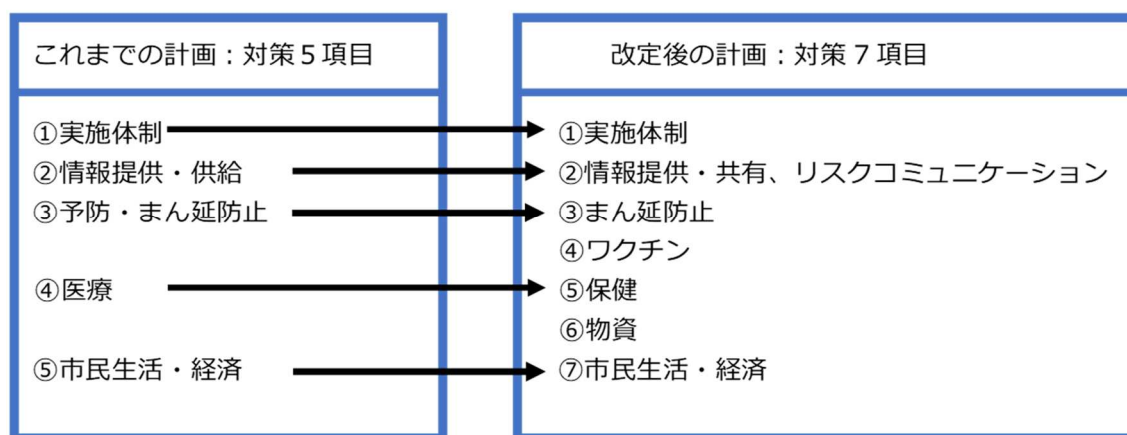 これまでの計画：対策5項目
①実施体制
②情報提供・供給
③予防・まん延防止
④医療
⑤市民生活・経済
改定後の計画：対策7項目
①実施体制
②情報提供・共有、リスクコミュニケーション
③まん延防止
④ワクチン
⑤保健
⑥物資
⑦市民生活・経済